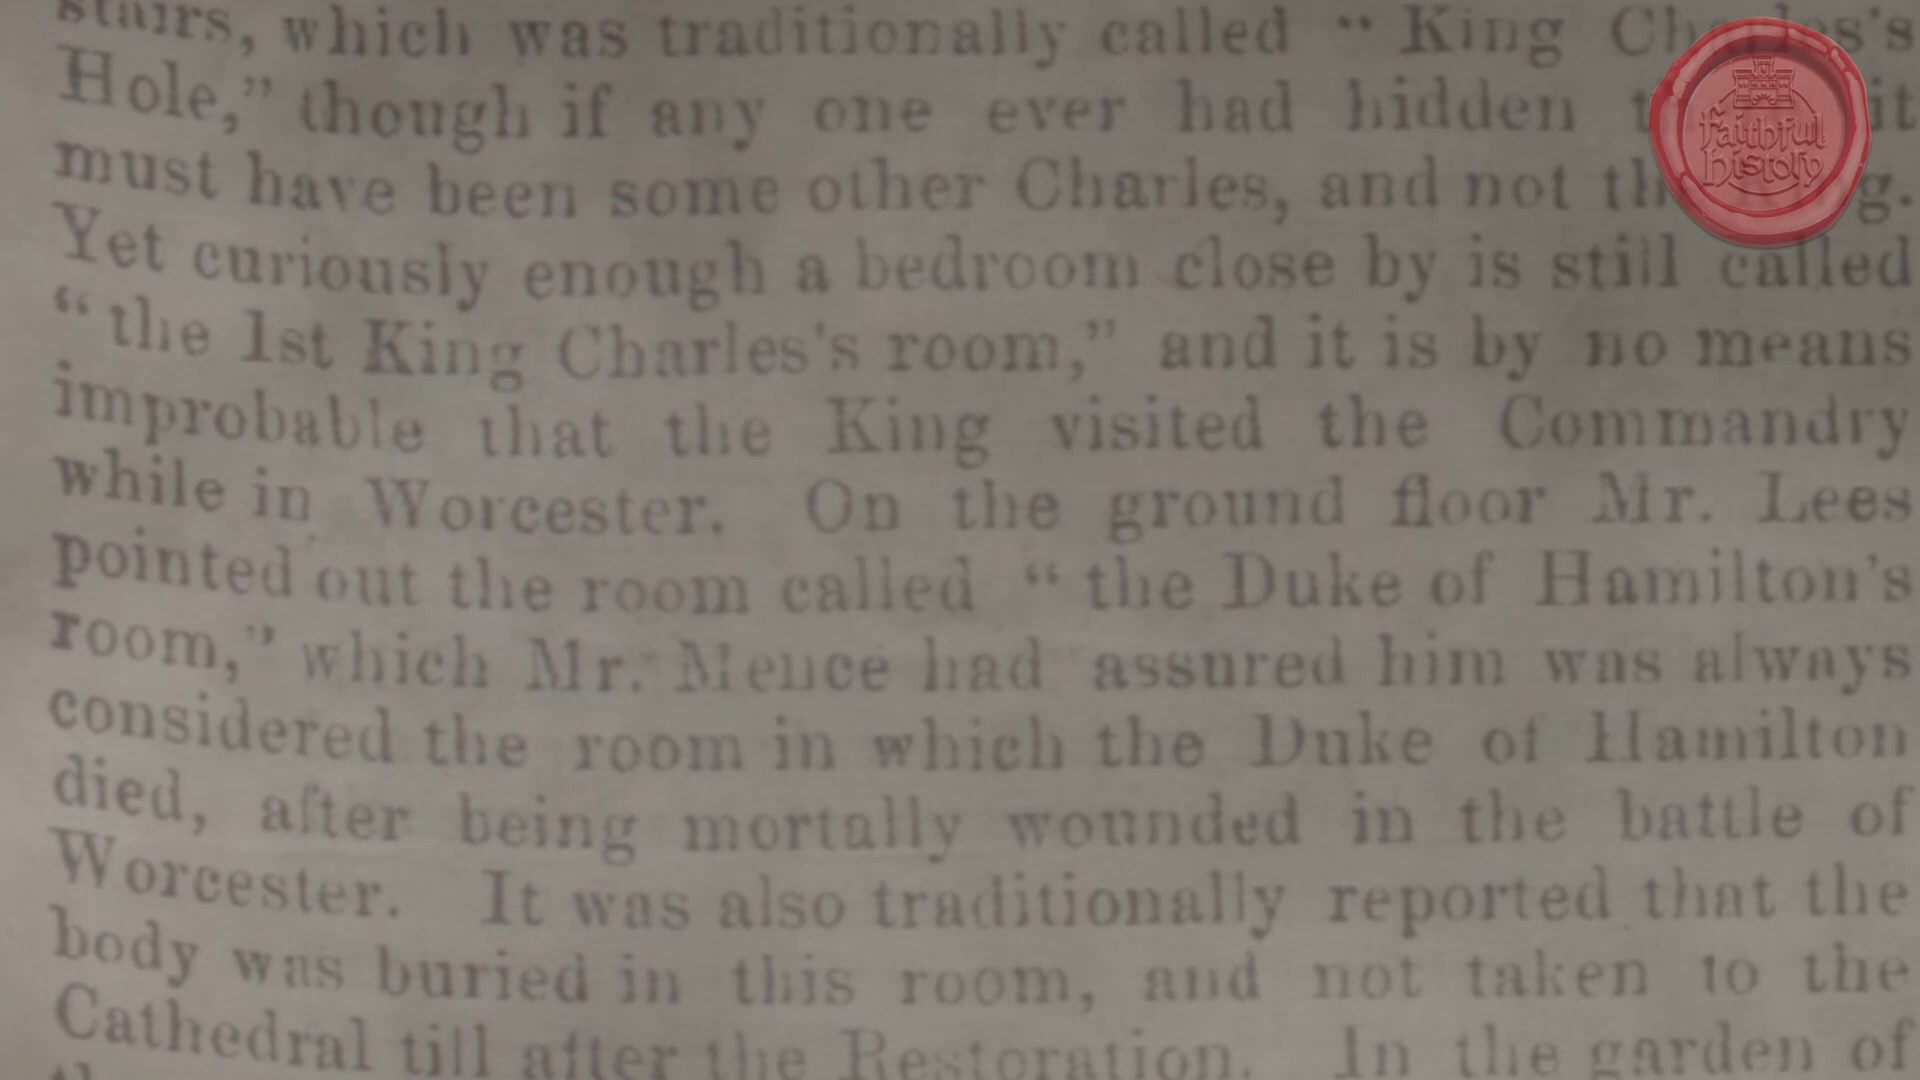 stairs, which was traditionally called “ King Charles's
Hole,” though if any one ever had hidden it
must have been some other Charles, and not
Yet curiously enough a bedroom close by is still called
“ the 1st King Charles's room,” and it is by no means
improbable that the King visited the Commandry
while in Worcester. On the ground floor Mr. Lees
pointed out the room called “ the Duke of Hamilton's
room,” which Mr. Mence had assured him was always
considered the room in which the Duke of Hamilton
died, after being mortally wounded in the battle of
Worcester. It was also traditionally reported that the
body was buried in this room, and not taken to the
Cathedral till after the Restoration. In the garden of
faithful
history